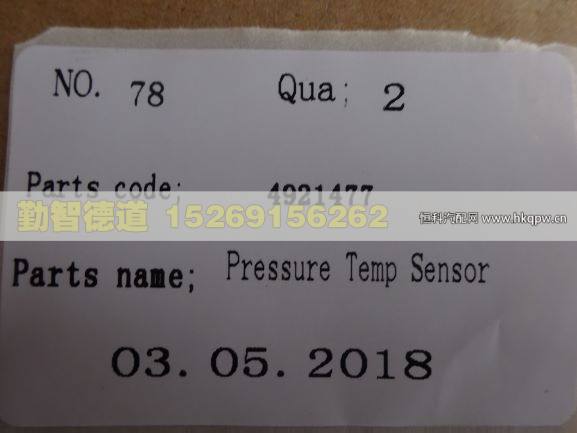 NO. 78 Qua; 2
Parts code; 4921477
勤智德道 15269156262
恒科汽配网 www.hkqpw.cn
Parts name; Pressure Temp Sensor
03. 05. 2018